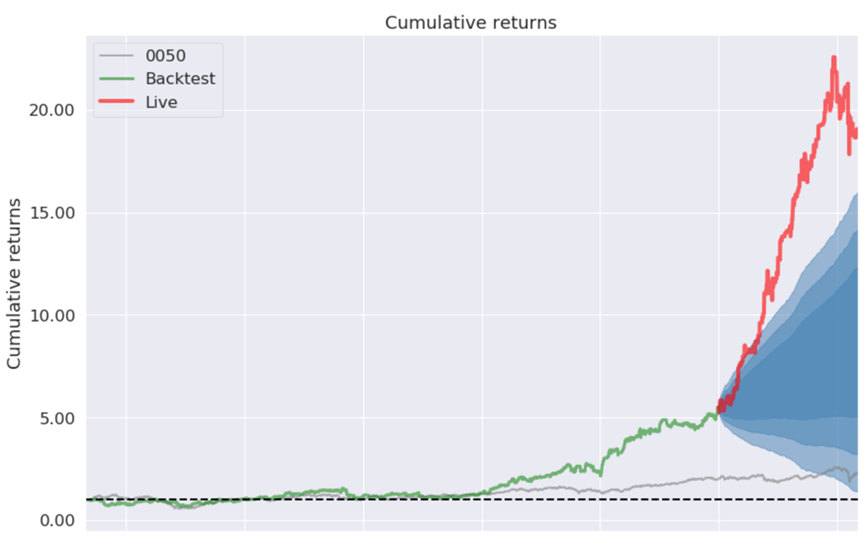 Cumulative returns
0050
Backtest
Live
20.00
15.00
10.00
5.00
0.00
Cumulative returns